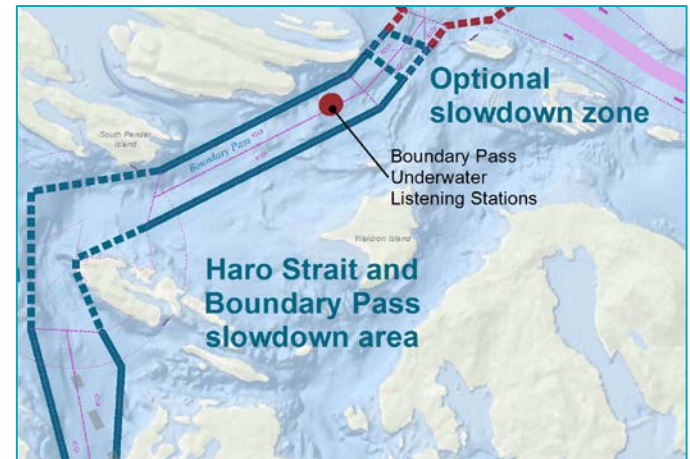 Optional
slowdown zone
South Pender
Island
Boundary Pass
Boundary Pass
Underwater
Listening Stations
Waldron Island
Haro Strait and
Boundary Pass
slowdown area